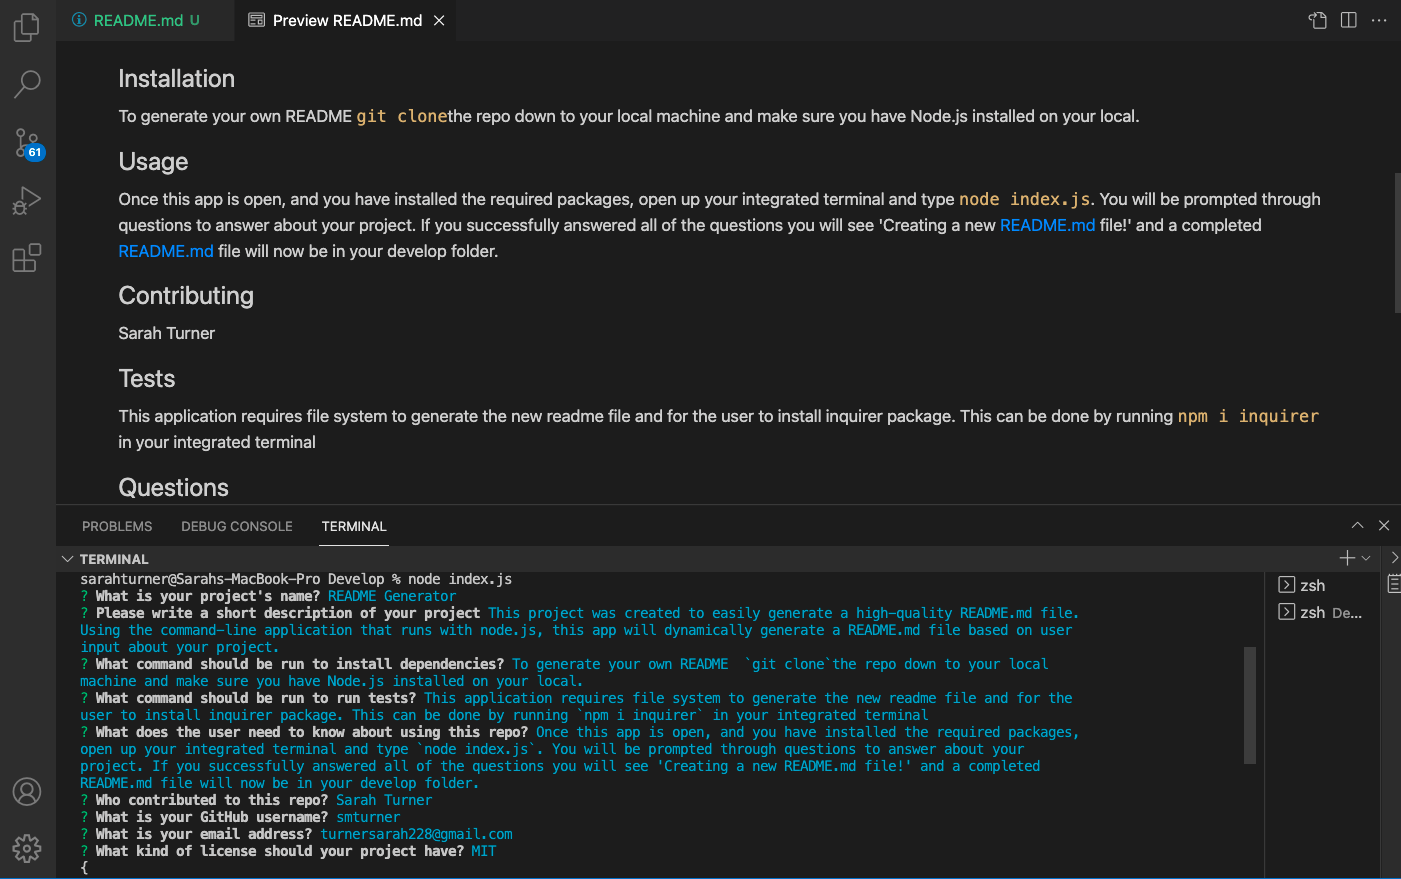 README.md U
Preview README.md
61
Installation
To generate your own README git clonethe repo down to your local machine and make sure you have Node.js installed on your local.
Usage
Once this app is open, and you have installed the required packages, open up your integrated terminal and type node index.js. You will be prompted through
questions to answer about your project. If you successfully answered all of the questions you will see 'Creating a new README.md file!' and a completed
README.md file will now be in your develop folder.
Contributing
Sarah Turner
Tests
This application requires file system to generate the new readme file and for the user to install inquirer package. This can be done by running npm i inquirer
in your integrated terminal
Questions
PROBLEMS DEBUG CONSOLE TERMINAL
TERMINAL
sarahturner@Sarahs-MacBook-Pro Develop % node index.js
? What is your project's name? README Generator
? Please write a short description of your project This project was created to easily generate a high-quality README.md file.
Using the command-line application that runs with node.js, this app will dynamically generate a README.md file based on user
input about your project.
? What command should be run to install dependencies? To generate your own README  `git clone`the repo down to your local
machine and make sure you have Node.js installed on your local.
? What command should be run to run tests? This application requires file system to generate the new readme file and for the
user to install inquirer package. This can be done by running `npm i inquirer` in your integrated terminal
? What does the user need to know about using this repo? Once this app is open, and you have installed the required packages,
open up your integrated terminal and type `node index.js`. You will be prompted through questions to answer about your
project. If you successfully answered all of the questions you will see 'Creating a new README.md file!' and a completed
README.md file will now be in your develop folder.
? Who contributed to this repo? Sarah Turner
? What is your GitHub username? smturner
? What is your email address? turnersarah228@gmail.com
? What kind of license should your project have? MIT
{
zsh
zsh De...